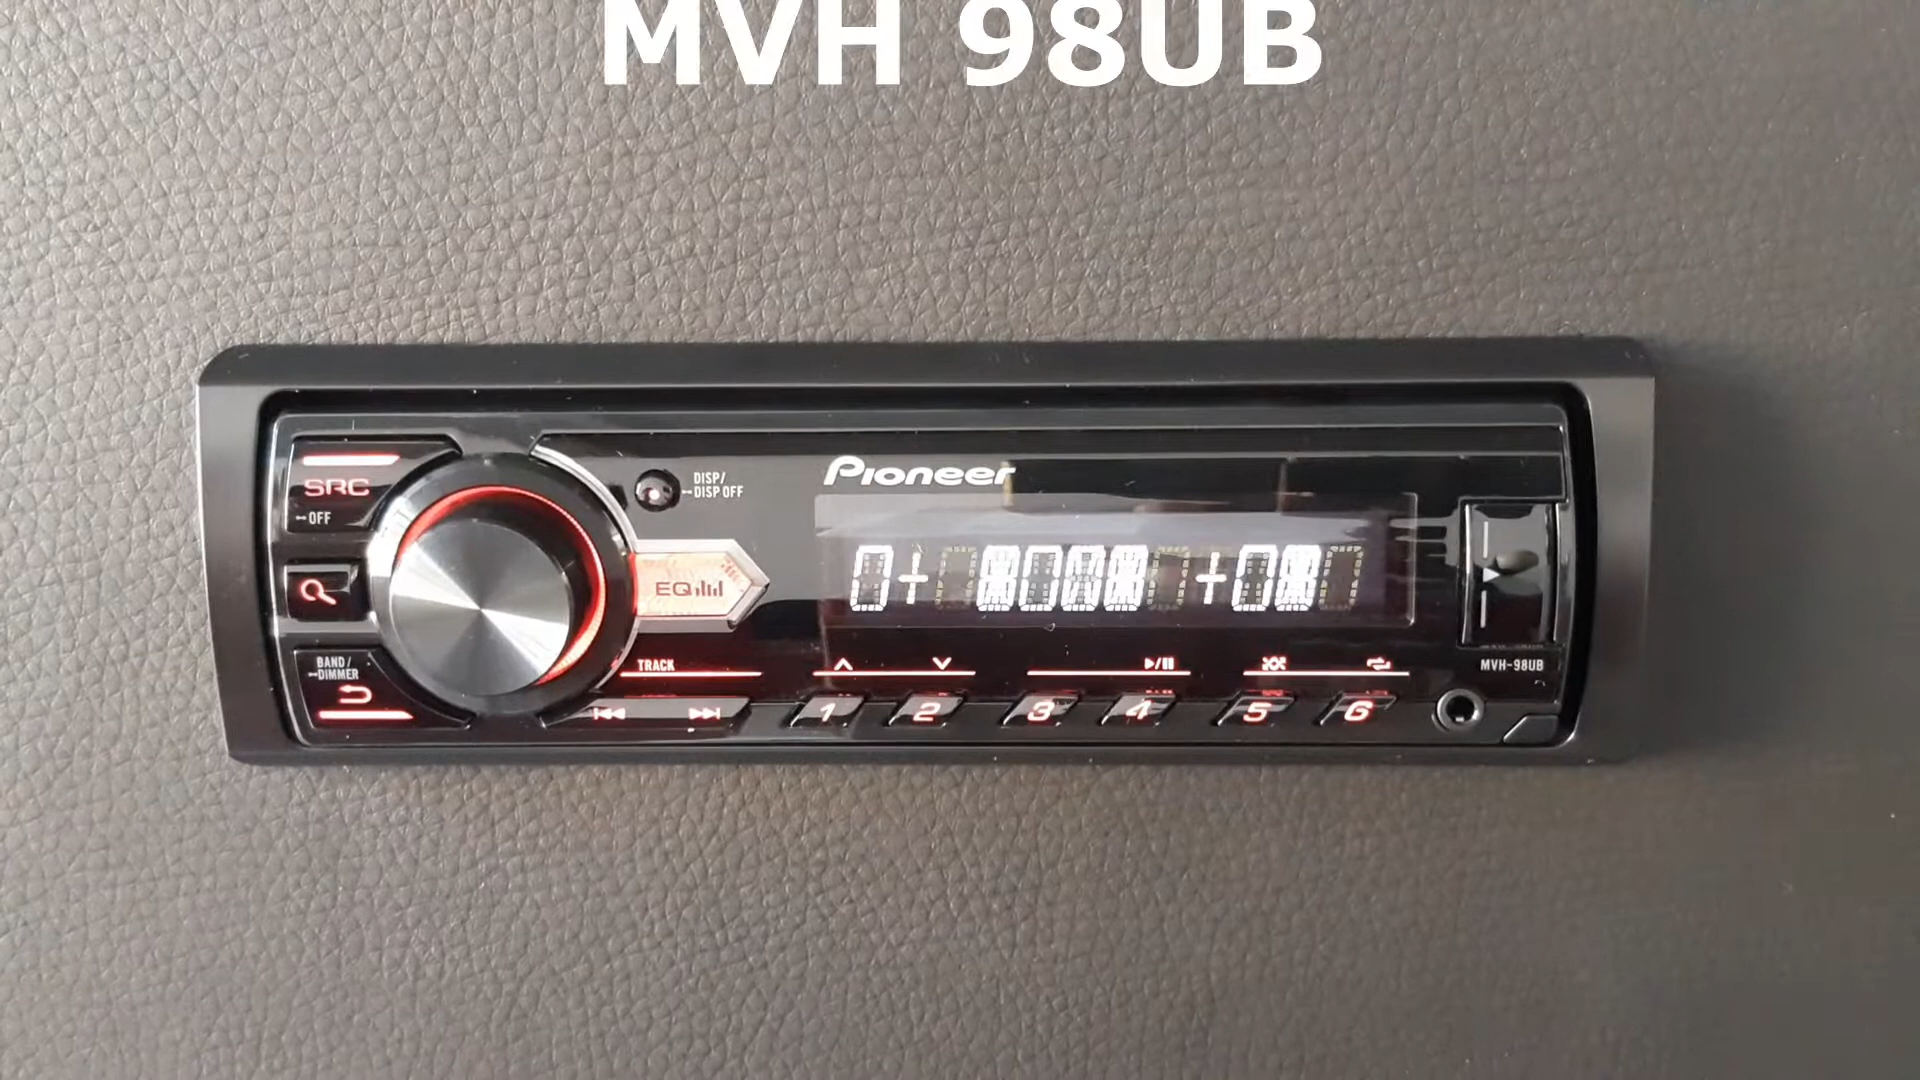 MVH 98UB
Pioneer
SRC
OFF
DISP/
DISP OFF
EQ
BAND/
DIMMER
TRACK
MVH-98UB
1 2 3 4 5 6